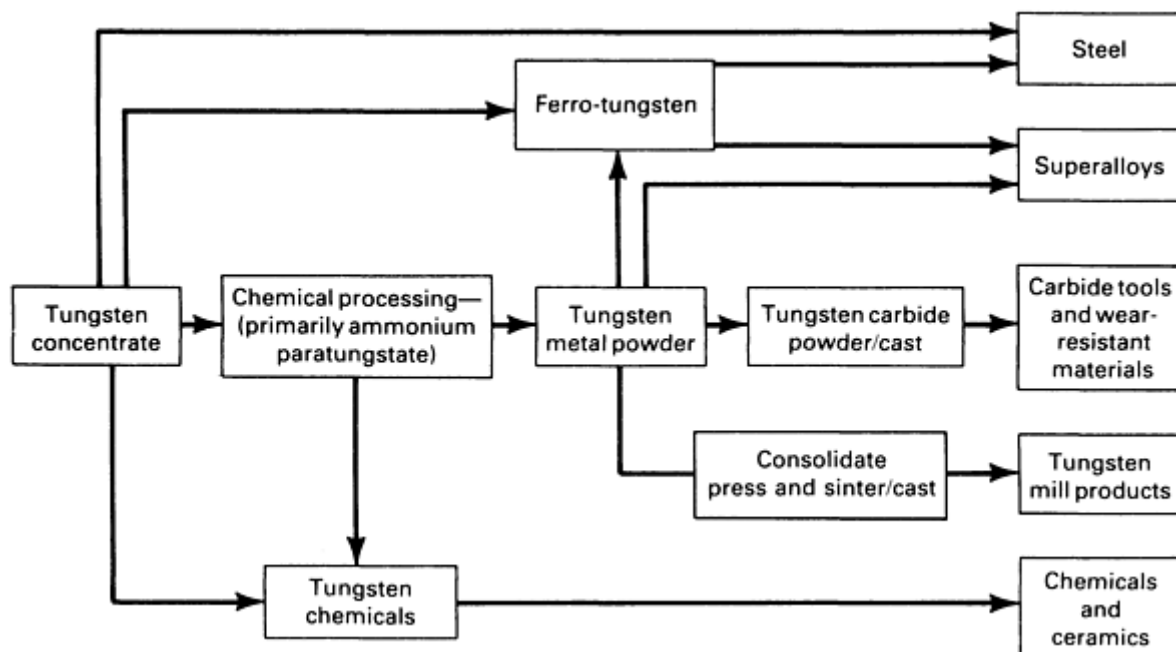 Steel
Ferro-tungsten
Superalloys
Tungsten
concentrate
Chemical processing—
(primarily ammonium
paratungstate)
Tungsten
metal powder
Tungsten carbide
powder/cast
Carbide tools
and wear-
resistant
materials
Consolidate
press and sinter/cast
Tungsten
mill products
Tungsten
chemicals
Chemicals
and
ceramics